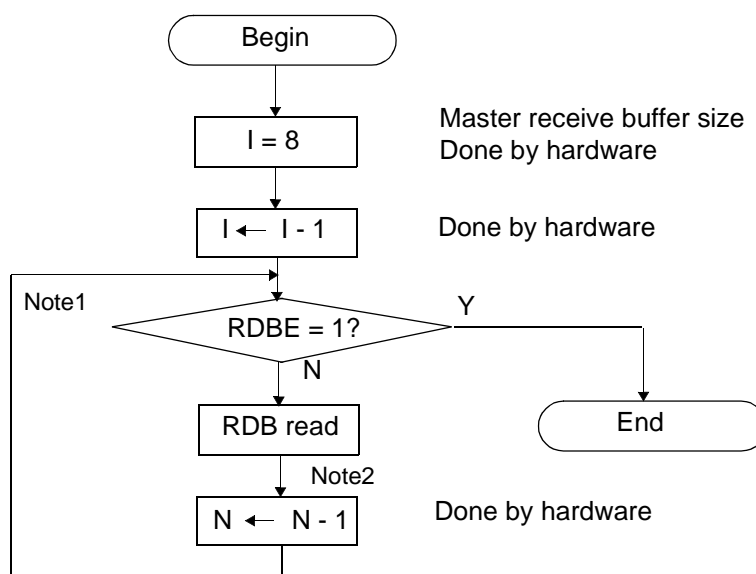 Begin
I = 8
Master receive buffer size
Done by hardware
I ← I - 1
Done by hardware
Note1
RDBE = 1?
Y
N
RDB read
End
Note2
N ← N - 1
Done by hardware